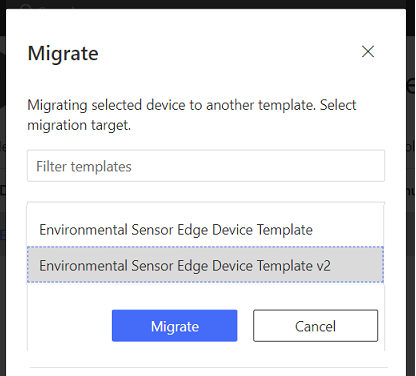 Migrate
Migrating selected device to another template. Select
migration target.
Filter templates
Environmental Sensor Edge Device Template
Environmental Sensor Edge Device Template v2
Migrate
Cancel